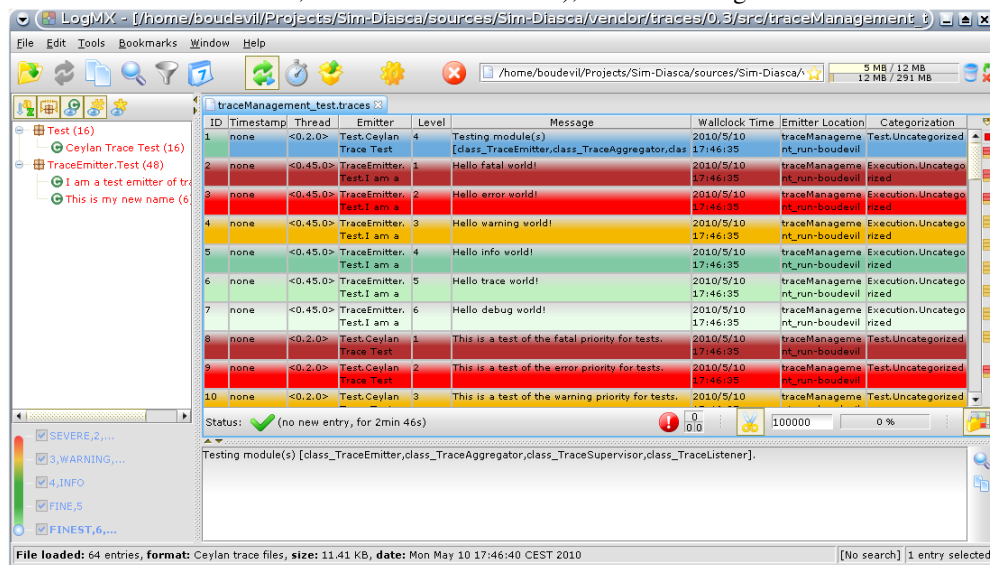 LogMX - [/home/boudevil/Projects/Sim-Diasca/sources/Sim-Diasca/vendor/traces/0.3/src/traceManagement_t)
File Edit Tools Bookmarks Window Help
/home/boudevil/Projects/Sim-Diasca/sources/Sim-Diasca/
5 MB / 12 MB
12 MB / 291 MB
traceManagement_test.traces
ID Timestamp Thread Emitter Level Message Wallclock Time Emitter Location Categorization
Test (16)
Ceylan Trace Test (16)
TraceEmitter.Test (48)
I am a test emitter of tra
This is my new name (6
1 none <0.2.0> Test.Ceylan 4 Testing module(s) 2010/5/10 traceManageme Test.Uncategorized
Trace Test [class_TraceEmitter,class_TraceAggregator,clas 17:46:35 nt_run-boudevil
2 none <0.45.0> TraceEmitter. 1 Hello fatal world! 2010/5/10 traceManageme Execution.Uncatego
Test.I am a 17:46:35 nt_run-boudevil rized
3 none <0.45.0> TraceEmitter. 2 Hello error world! 2010/5/10 traceManageme Execution.Uncatego
Test.I am a 17:46:35 nt_run-boudevil rized
4 none <0.45.0> TraceEmitter. 3 Hello warning world! 2010/5/10 traceManageme Execution.Uncatego
Test.I am a 17:46:35 nt_run-boudevil rized
5 none <0.45.0> TraceEmitter. 4 Hello info world! 2010/5/10 traceManageme Execution.Uncatego
Test.I am a 17:46:35 nt_run-boudevil rized
6 none <0.45.0> TraceEmitter. 5 Hello trace world! 2010/5/10 traceManageme Execution.Uncatego
Test.I am a 17:46:35 nt_run-boudevil rized
7 none <0.45.0> TraceEmitter. 6 Hello debug world! 2010/5/10 traceManageme Execution.Uncatego
Test.I am a 17:46:35 nt_run-boudevil rized
8 none <0.2.0> Test.Ceylan 1 This is a test of the fatal priority for tests. 2010/5/10 traceManageme Test.Uncategorized
Trace Test 17:46:35 nt_run-boudevil
9 none <0.2.0> Test.Ceylan 2 This is a test of the error priority for tests. 2010/5/10 traceManageme Test.Uncategorized
Trace Test 17:46:35 nt_run-boudevil
10 none <0.2.0> Test.Ceylan 3 This is a test of the warning priority for tests. 2010/5/10 traceManageme Test.Uncategorized
Status: (no new entry, for 2min 46s) 0 0 0 100000 0 %
SEVERE,2,...
3,WARNING,...
4,INFO
FINE,5
FINEST,6,...
Testing module(s) [class_TraceEmitter,class_TraceAggregator,class_TraceSupervisor,class_TraceListener].
File loaded: 64 entries, format: Ceylan trace files, size: 11.41 KB, date: Mon May 10 17:46:40 CEST 2010 [No search] 1 entry selected